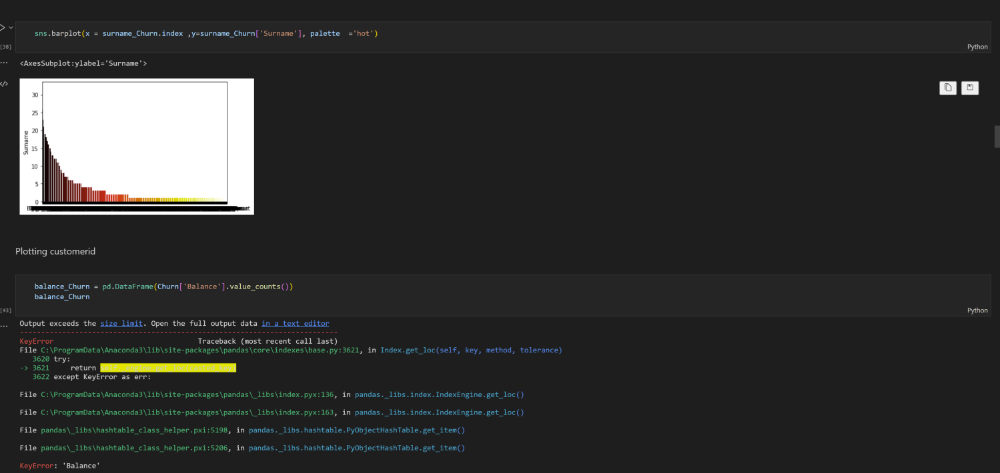 sns.barplot(x = surname_Churn.index ,y=surname_Churn['Surname'], palette  ='hot')
[38]
Python
<AxesSubplot:ylabel='Surname'>
30
25
20
15
10
5
0
Surname
Plotting customerid
balance_Churn = pd.DataFrame(Churn['Balance'].value_counts())
balance_Churn
[43]
Python
Output exceeds the size limit. Open the full output data in a text editor
---------------------------------------------------------------------------
KeyError                                  Traceback (most recent call last)
File C:\ProgramData\Anaconda3\lib\site-packages\pandas\core\indexes\base.py:3621, in Index.get_loc(self, key, method, tolerance)
   3620 try:
-> 3621     return self._engine.get_loc(casted_key)
   3622 except KeyError as err:
File C:\ProgramData\Anaconda3\lib\site-packages\pandas\_libs\index.pyx:136, in pandas._libs.index.IndexEngine.get_loc()
File C:\ProgramData\Anaconda3\lib\site-packages\pandas\_libs\index.pyx:163, in pandas._libs.index.IndexEngine.get_loc()
File pandas\_libs\hashtable_class_helper.pxi:5198, in pandas._libs.hashtable.PyObjectHashTable.get_item()
File pandas\_libs\hashtable_class_helper.pxi:5206, in pandas._libs.hashtable.PyObjectHashTable.get_item()
KeyError: 'Balance'